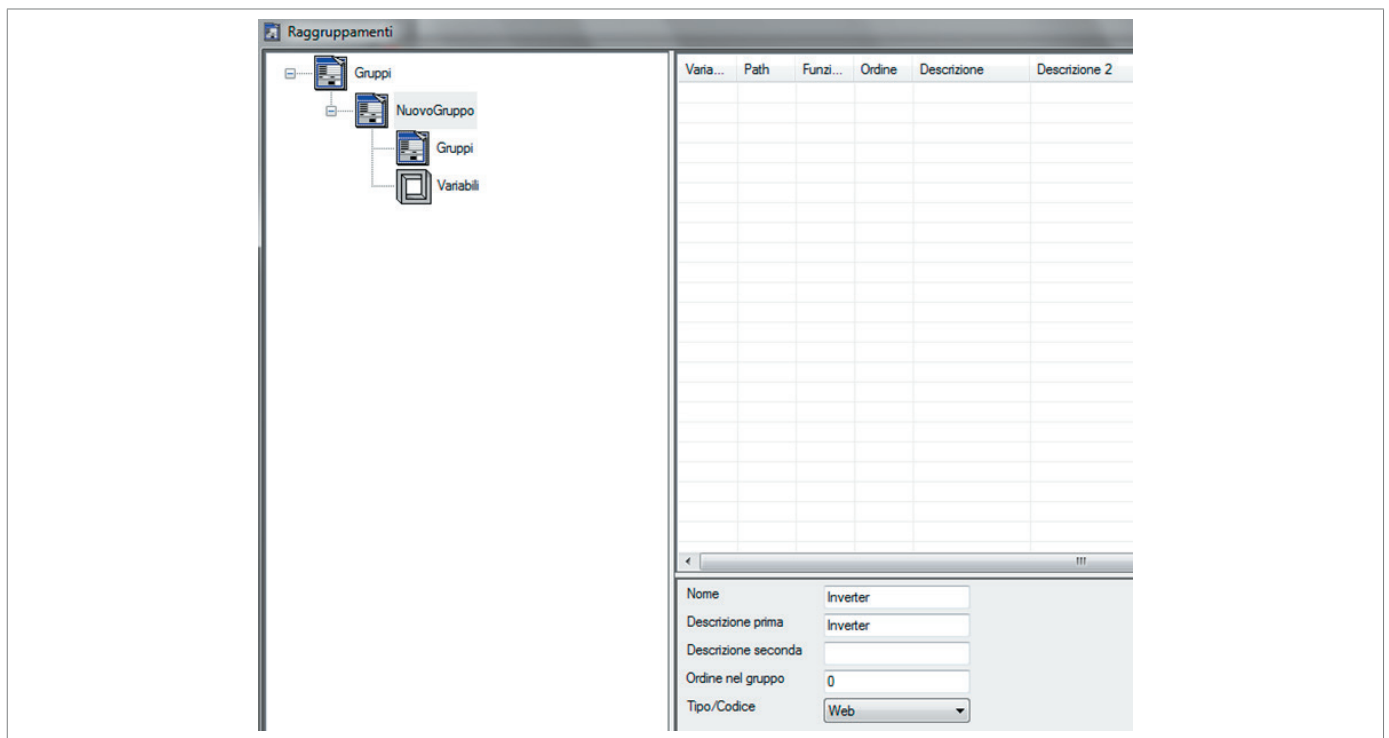 Raggruppamenti
Gruppi
NuovoGruppo
Gruppi
Variabili
Varia... Path Funzi... Ordine Descrizione Descrizione 2
Nome Inverter
Descrizione prima Inverter
Descrizione seconda
Ordine nel gruppo 0
Tipo/Codice Web